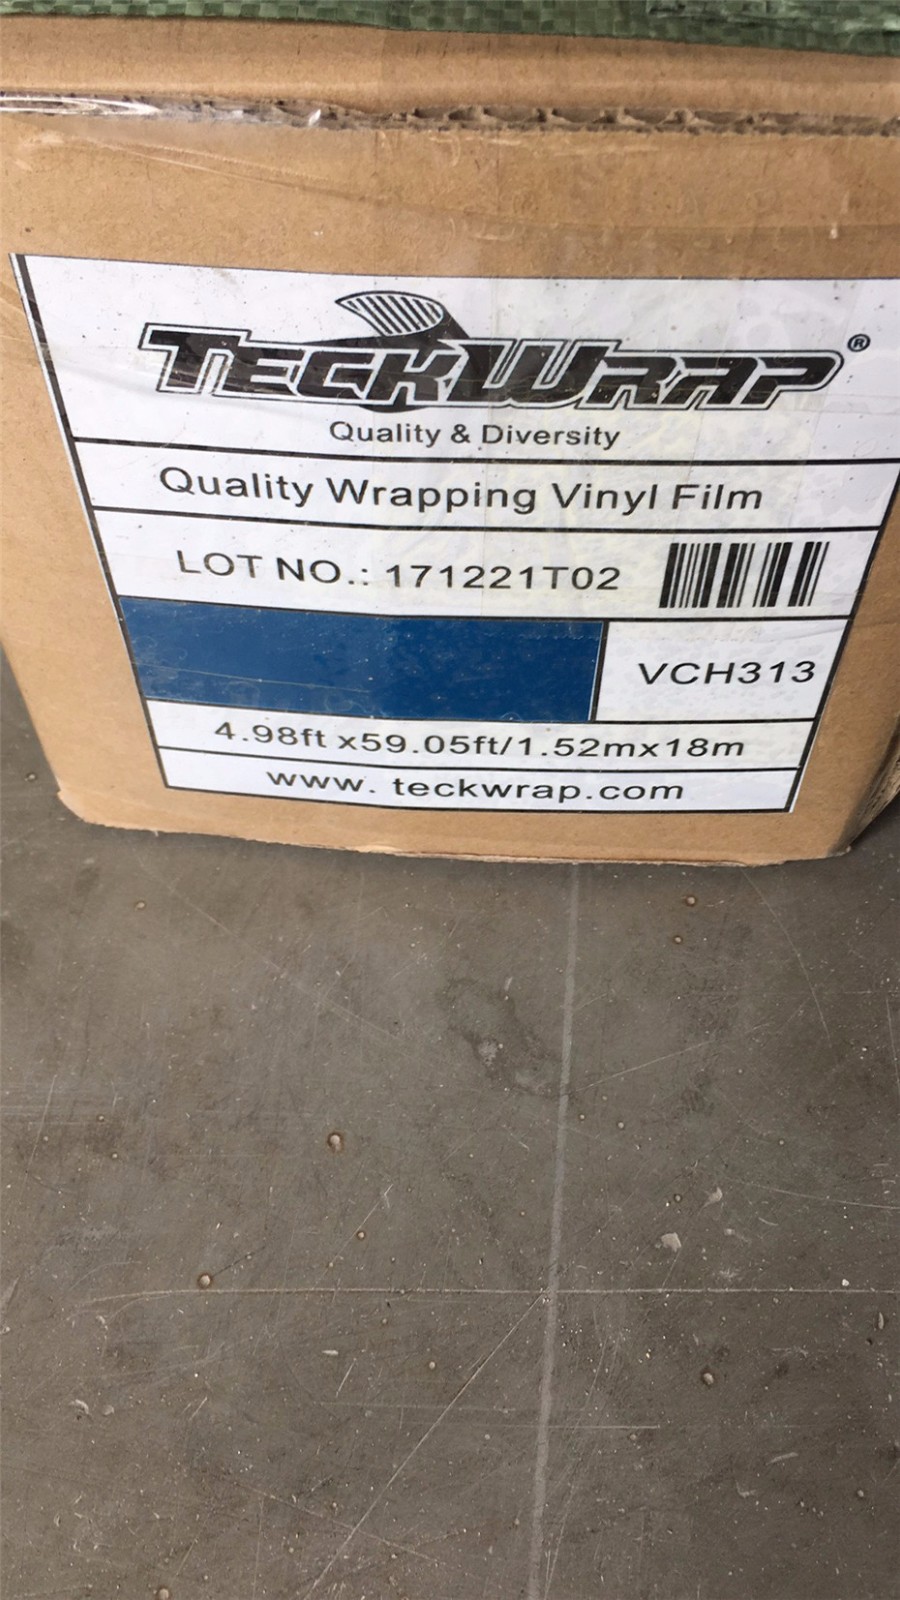 TECKWRAP®
Quality & Diversity
Quality Wrapping Vinyl Film
LOT NO.: 171221T02
VCH313
4.98ft x59.05ft/1.52mx18m
www. teckwrap.com